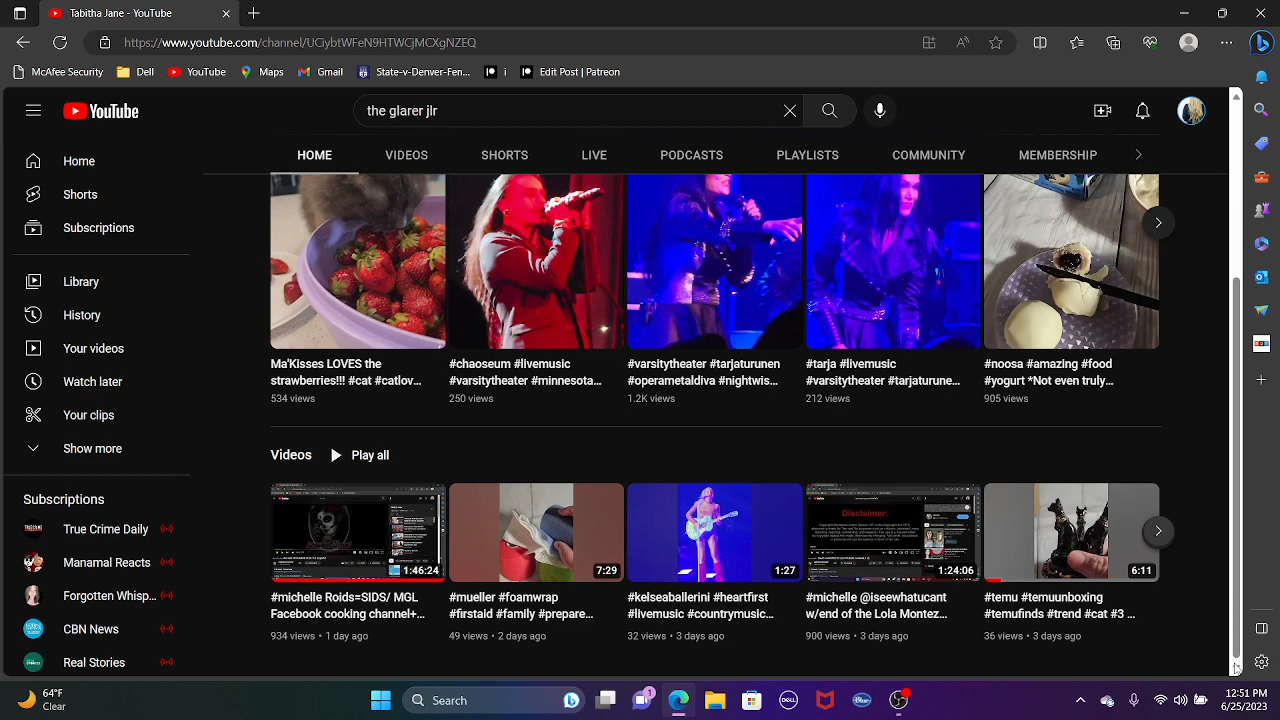 Tabitha Jane - YouTube
https://www.youtube.com/channel/UCjbtWFeN9HTWCjMCXgNZEQ
McAfee Security Dell YouTube Maps Gmail State-v-Denver-Fen... i Edit Post | Patreon
YouTube
the glarer jlr
HOME VIDEOS SHORTS LIVE PODCASTS PLAYLISTS COMMUNITY MEMBERSHIP
Home
Shorts
Subscriptions
Library
History
Your videos
Watch later
Your clips
Show more
Subscriptions
True Crime Daily
Manamal Reacts
Forgotten Whisp...
CBN News
Real Stories
Ma'Kisses LOVES the
strawberries!!! #cat #catlov...
534 views
#chaoseum #livemusic
#varsitytheater #minnesota...
250 views
#varsitytheater #tarjaturunen
#operametaldiva #nightwis...
1.2K views
#tarja #livemusic
#varsitytheater #tarjaturune...
212 views
#noosa #amazing #food
#yogurt *Not even truly...
905 views
Videos Play all
1:46:24
#michelle Roids=SIDS/ MGL
Facebook cooking channel+...
934 views • 1 day ago
7:29
#mueller #foamwrap
#firstaid #family #prepare...
49 views • 2 days ago
1:27
#kelseaballerini #heartfirst
#livemusic #countrymusic...
32 views • 3 days ago
Disclaimer:
1:24:06
#michelle @iseewhatucant
w/end of the Lola Montez...
900 views • 3 days ago
6:11
#temu #temuunboxing
#temufinds #trend #cat #3 ...
36 views • 3 days ago
64°F
Clear
Search
DELL
Blue
12:51 PM
6/25/2023